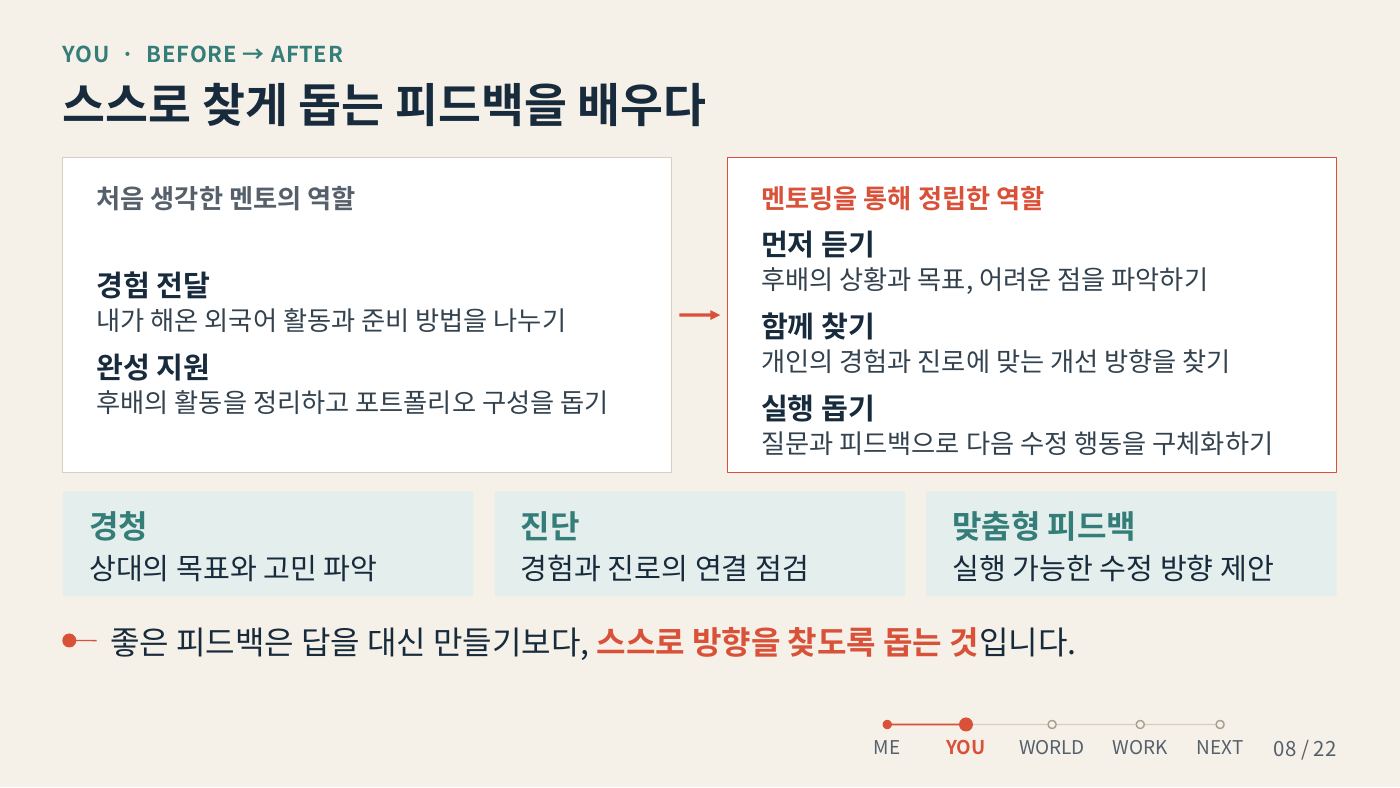 YOU · BEFORE → AFTER
스스로 찾게 돕는 피드백을 배우다
처음 생각한 멘토의 역할
경험 전달
내가 해온 외국어 활동과 준비 방법을 나누기
완성 지원
후배의 활동을 정리하고 포트폴리오 구성을 돕기
멘토링을 통해 정립한 역할
먼저 듣기
후배의 상황과 목표, 어려운 점을 파악하기
함께 찾기
개인의 경험과 진로에 맞는 개선 방향을 찾기
실행 돕기
질문과 피드백으로 다음 수정 행동을 구체화하기
경청
상대의 목표와 고민 파악
진단
경험과 진로의 연결 점검
맞춤형 피드백
실행 가능한 수정 방향 제안
좋은 피드백은 답을 대신 만들기보다, 스스로 방향을 찾도록 돕는 것입니다.
ME YOU WORLD WORK NEXT 08 / 22